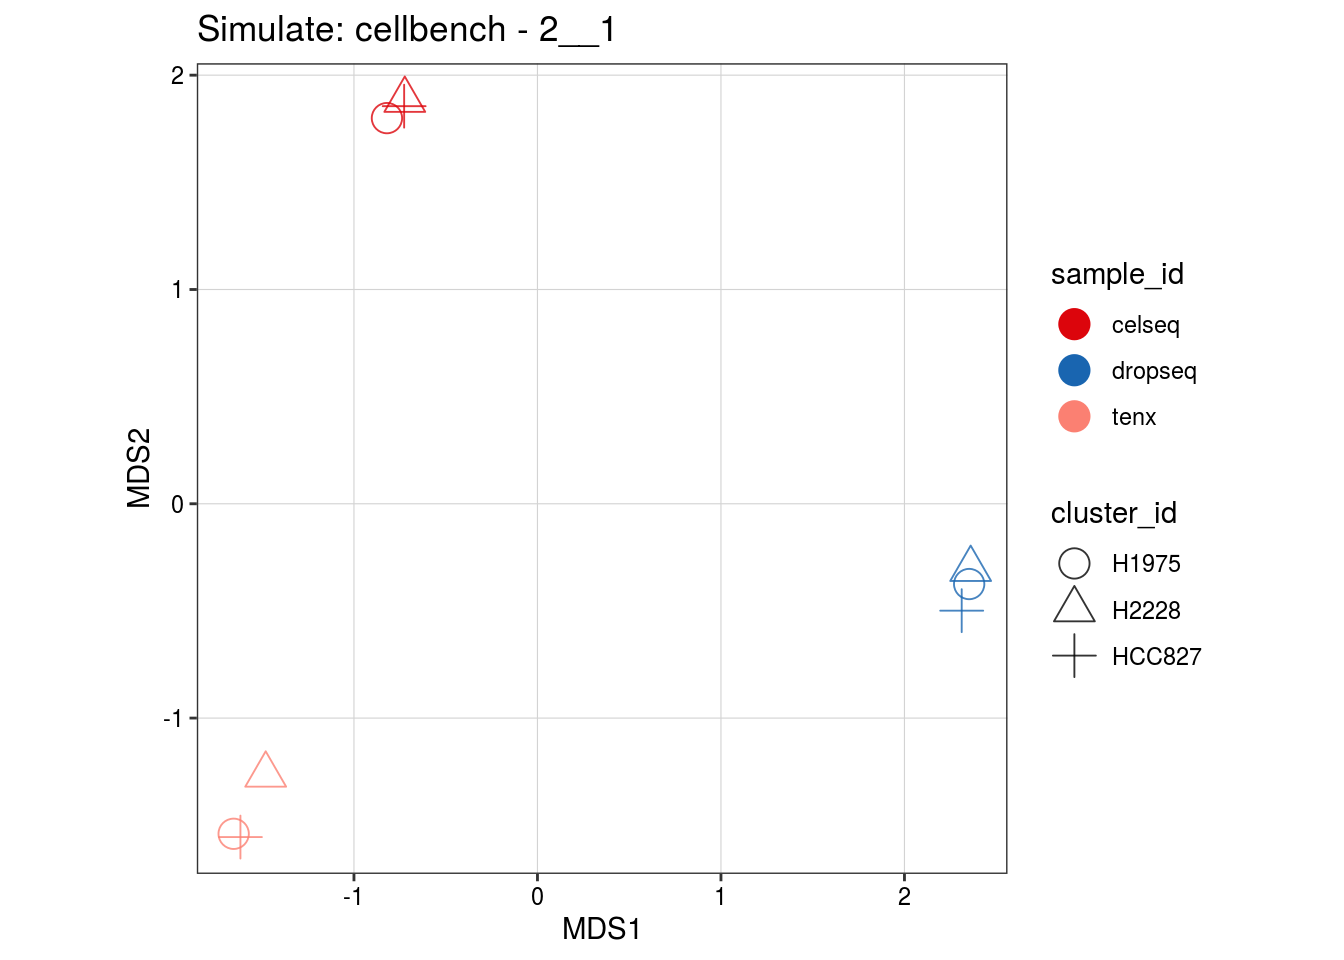 Simulate: cellbench - 2__1
2
1
0
-1
MDS2
-1
0
1
2
MDS1
sample_id
celseq
dropseq
tenx
cluster_id
H1975
H2228
HCC827